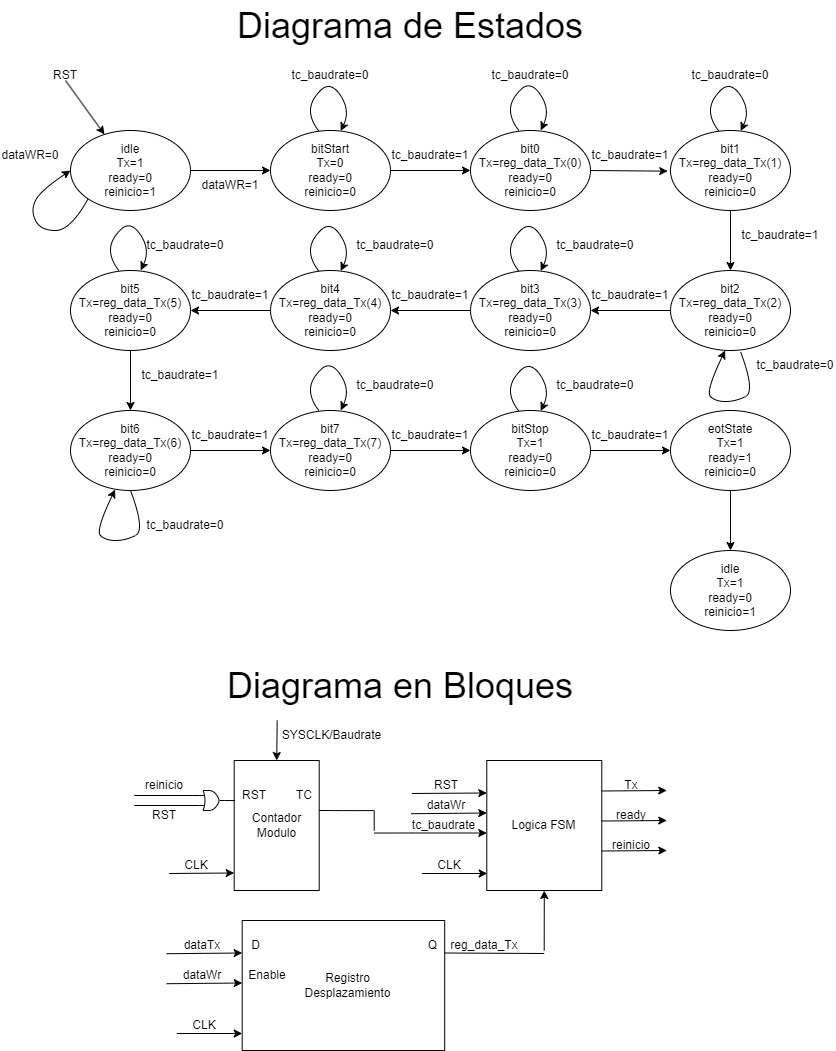 Diagrama de Estados
RST
tc_baudrate=0
tc_baudrate=0
tc_baudrate=0
dataWR=0
idle
Tx=1
ready=0
reinicio=1
dataWR=1
bitStart
Tx=0
ready=0
reinicio=0
tc_baudrate=1
bit0
Tx=reg_data_Tx(0)
ready=0
reinicio=0
tc_baudrate=1
bit1
Tx=reg_data_Tx(1)
ready=0
reinicio=0
tc_baudrate=1
tc_baudrate=0
tc_baudrate=0
tc_baudrate=0
bit5
Tx=reg_data_Tx(5)
ready=0
reinicio=0
tc_baudrate=1
bit4
Tx=reg_data_Tx(4)
ready=0
reinicio=0
tc_baudrate=1
bit3
Tx=reg_data_Tx(3)
ready=0
reinicio=0
tc_baudrate=1
bit2
Tx=reg_data_Tx(2)
ready=0
reinicio=0
tc_baudrate=0
tc_baudrate=1
tc_baudrate=0
tc_baudrate=0
bit6
Tx=reg_data_Tx(6)
ready=0
reinicio=0
tc_baudrate=1
bit7
Tx=reg_data_Tx(7)
ready=0
reinicio=0
tc_baudrate=1
bitStop
Tx=1
ready=0
reinicio=0
tc_baudrate=1
eotState
Tx=1
ready=1
reinicio=0
tc_baudrate=0
idle
Tx=1
ready=0
reinicio=1
Diagrama en Bloques
SYSCLK/Baudrate
reinicio
RST
RST
TC
Contador
Modulo
CLK
RST
dataWr
tc_baudrate
CLK
Logica FSM
Tx
ready
reinicio
dataTx
D
Q
reg_data_Tx
dataWr
Enable
Registro
Desplazamiento
CLK